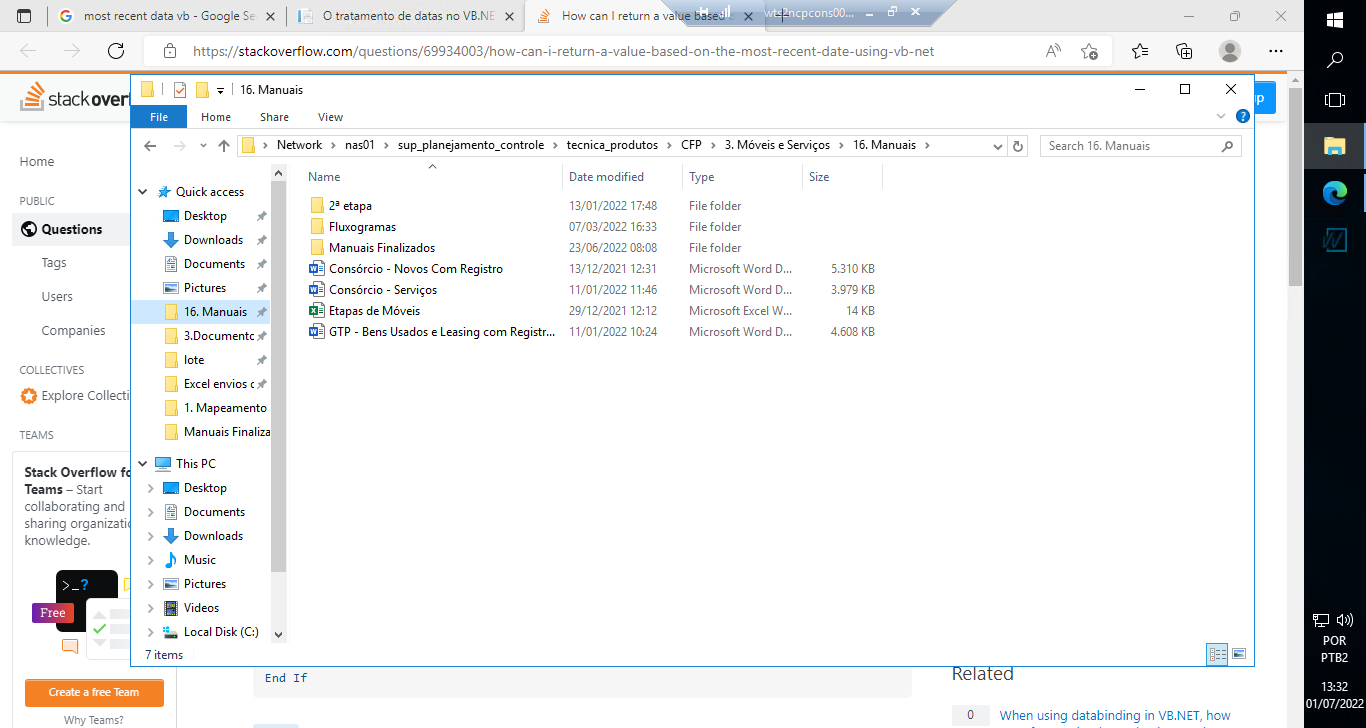 most recent data vb - Google Se
O tratamento de datas no VB.NE
How can I return a value based
wts2ncpcons00...
https://stackoverflow.com/questions/69934003/how-can-i-return-a-value-based-on-the-most-recent-date-using-vb-net
stack overf
16. Manuais
File Home Share View
Network nas01 sup_planejamento_controle tecnica_produtos CFP 3. Móveis e Serviços 16. Manuais
Search 16. Manuais
Home
PUBLIC
Questions
Tags
Users
Companies
COLLECTIVES
Explore Collecti
TEAMS
Stack Overflow fo
Teams – Start
collaborating and
sharing organizatio
knowledge.
>_?
Free
Create a free Team
Why Teams?
Quick access
Desktop
Downloads
Documents
Pictures
16. Manuais
3.Documento
lote
Excel envios c
1. Mapeamento
Manuais Finaliza
This PC
Desktop
Documents
Downloads
Music
Pictures
Videos
Local Disk (C:)
Name Date modified Type Size
2ª etapa 13/01/2022 17:48 File folder
Fluxogramas 07/03/2022 16:33 File folder
Manuais Finalizados 23/06/2022 08:08 File folder
Consórcio - Novos Com Registro 13/12/2021 12:31 Microsoft Word D... 5.310 KB
Consórcio - Serviços 11/01/2022 11:46 Microsoft Word D... 3.979 KB
Etapas de Móveis 29/12/2021 12:12 Microsoft Excel W... 14 KB
GTP - Bens Usados e Leasing com Registr... 11/01/2022 10:24 Microsoft Word D... 4.608 KB
7 items
End If
Related
0
When using databinding in VB.NET, how
up
POR
PTB2
13:32
01/07/2022